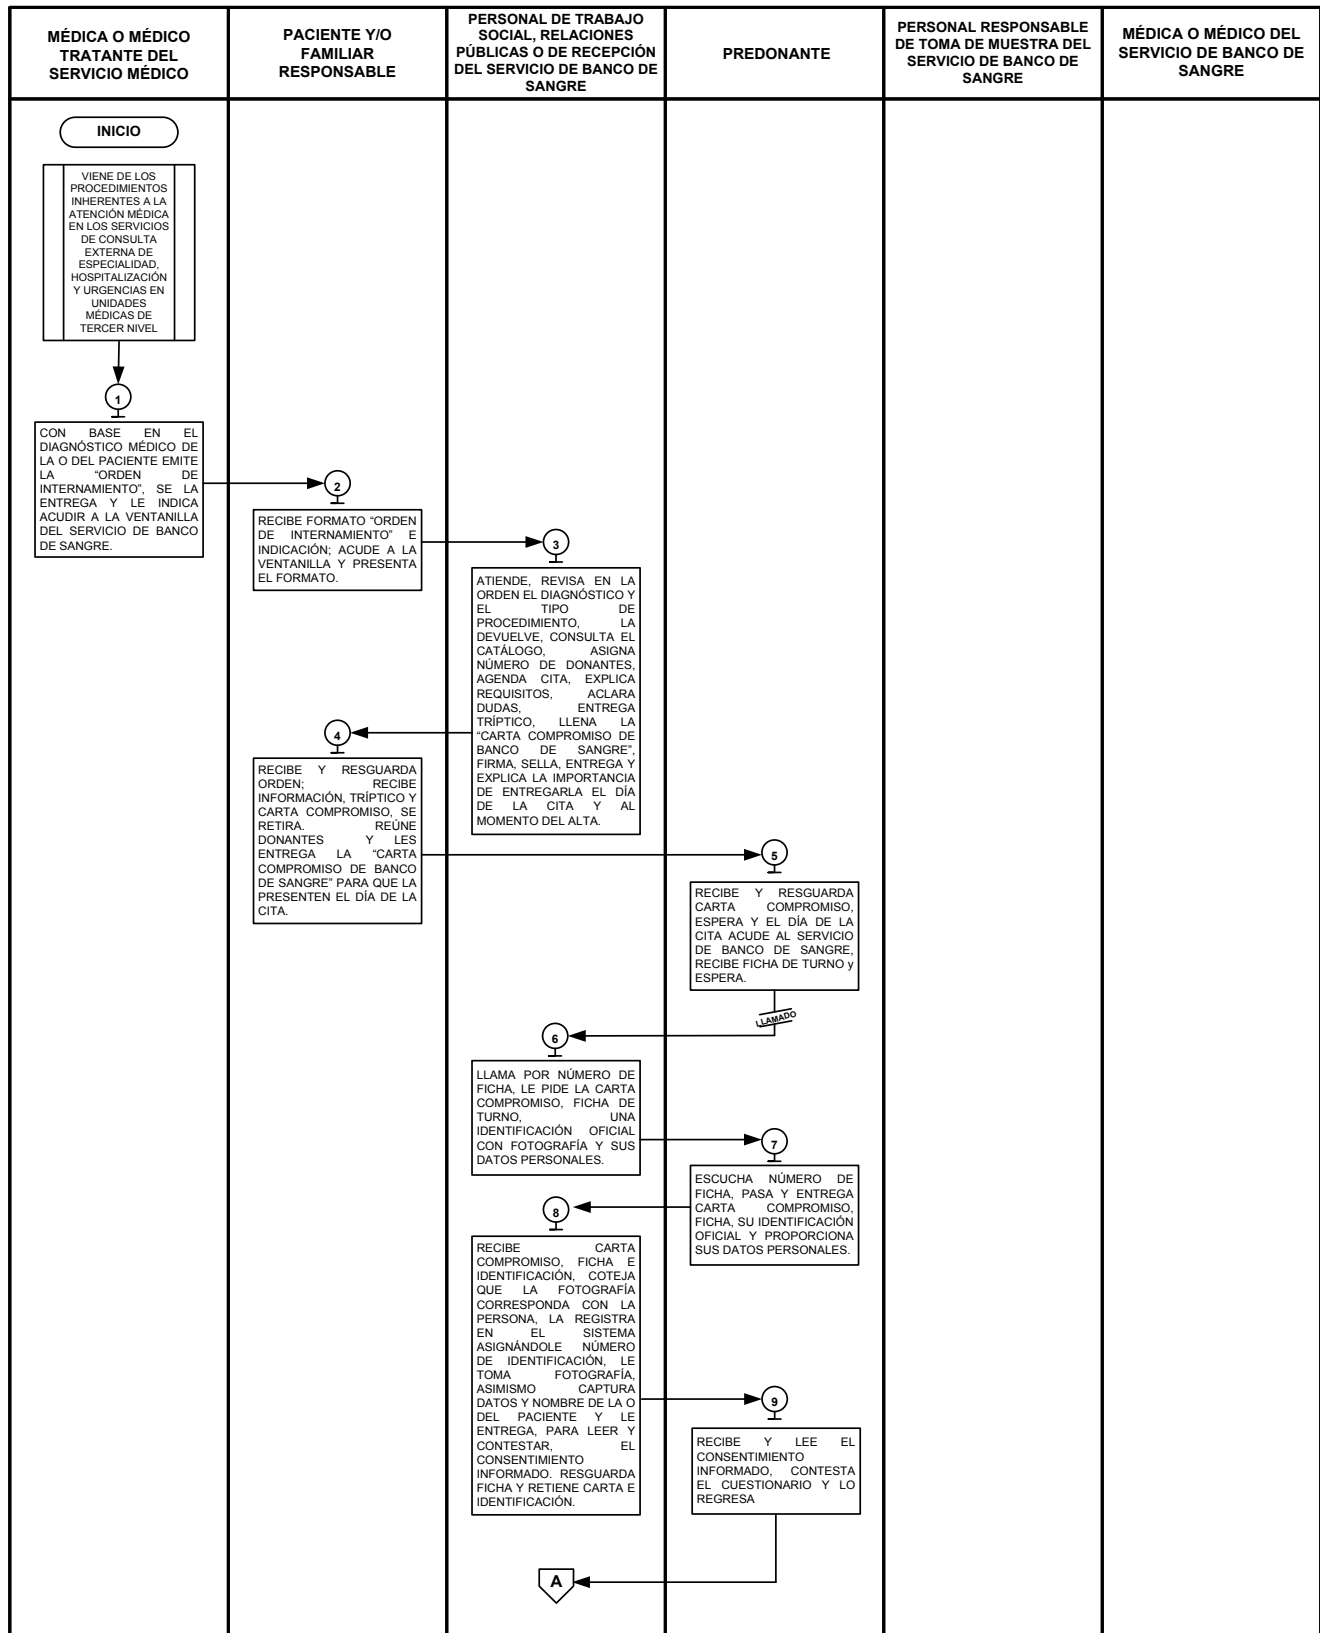 MÉDICA O MÉDICO
TRATANTE DEL
SERVICIO MÉDICO
PACIENTE Y/O
FAMILIAR
RESPONSABLE
PERSONAL DE TRABAJO
SOCIAL, RELACIONES
PÚBLICAS O DE RECEPCIÓN
DEL SERVICIO DE BANCO DE
SANGRE
PREDONANTE
PERSONAL RESPONSABLE
DE TOMA DE MUESTRA DEL
SERVICIO DE BANCO DE
SANGRE
MÉDICA O MÉDICO DEL
SERVICIO DE BANCO DE
SANGRE
INICIO
VIENE DE LOS
PROCEDIMIENTOS
INHERENTES A LA
ATENCIÓN MÉDICA
EN LOS SERVICIOS
DE CONSULTA
EXTERNA DE
ESPECIALIDAD,
HOSPITALIZACIÓN
Y URGENCIAS EN
UNIDADES
MÉDICAS DE
TERCER NIVEL
1
CON BASE EN EL
DIAGNÓSTICO MÉDICO DE
LA O DEL PACIENTE EMITE
LA “ORDEN DE
INTERNAMIENTO”, SE LA
ENTREGA Y LE INDICA
ACUDIR A LA VENTANILLA
DEL SERVICIO DE BANCO
DE SANGRE.
2
RECIBE FORMATO “ORDEN
DE INTERNAMIENTO” E
INDICACIÓN; ACUDE A LA
VENTANILLA Y PRESENTA
EL FORMATO.
3
ATIENDE, REVISA EN LA
ORDEN EL DIAGNÓSTICO Y
EL TIPO DE
PROCEDIMIENTO, LA
DEVUELVE, CONSULTA EL
CATÁLOGO, ASIGNA
NÚMERO DE DONANTES,
AGENDA CITA, EXPLICA
REQUISITOS, ACLARA
DUDAS, ENTREGA
TRÍPTICO, LLENA LA
“CARTA COMPROMISO DE
BANCO DE SANGRE”,
FIRMA, SELLA, ENTREGA Y
EXPLICA LA IMPORTANCIA
DE ENTREGARLA EL DÍA
DE LA CITA Y AL
MOMENTO DEL ALTA.
4
RECIBE Y RESGUARDA
ORDEN; RECIBE
INFORMACIÓN, TRÍPTICO Y
CARTA COMPROMISO, SE
RETIRA. REÚNE
DONANTES Y LES
ENTREGA LA “CARTA
COMPROMISO DE BANCO
DE SANGRE” PARA QUE LA
PRESENTEN EL DÍA DE LA
CITA.
5
RECIBE Y RESGUARDA
CARTA COMPROMISO,
ESPERA Y EL DÍA DE LA
CITA ACUDE AL SERVICIO
DE BANCO DE SANGRE,
RECIBE FICHA DE TURNO y
ESPERA.
LLAMADO
6
LLAMA POR NÚMERO DE
FICHA, LE PIDE LA CARTA
COMPROMISO, FICHA DE
TURNO, UNA
IDENTIFICACIÓN OFICIAL
CON FOTOGRAFÍA Y SUS
DATOS PERSONALES.
7
ESCUCHA NÚMERO DE
FICHA, PASA Y ENTREGA
CARTA COMPROMISO,
FICHA, SU IDENTIFICACIÓN
OFICIAL Y PROPORCIONA
SUS DATOS PERSONALES.
8
RECIBE CARTA
COMPROMISO, FICHA E
IDENTIFICACIÓN, COTEJA
QUE LA FOTOGRAFÍA
CORRESPONDA CON LA
PERSONA, LA REGISTRA
EN EL SISTEMA
ASIGNÁNDOLE NÚMERO
DE IDENTIFICACIÓN, LE
TOMA FOTOGRAFÍA,
ASIMISMO CAPTURA
DATOS Y NOMBRE DE LA O
DEL PACIENTE Y LE
ENTREGA, PARA LEER Y
CONTESTAR, EL
CONSENTIMIENTO
INFORMADO. RESGUARDA
FICHA Y RETIENE CARTA E
IDENTIFICACIÓN.
9
RECIBE Y LEE EL
CONSENTIMIENTO
INFORMADO, CONTESTA
EL CUESTIONARIO Y LO
REGRESA
A